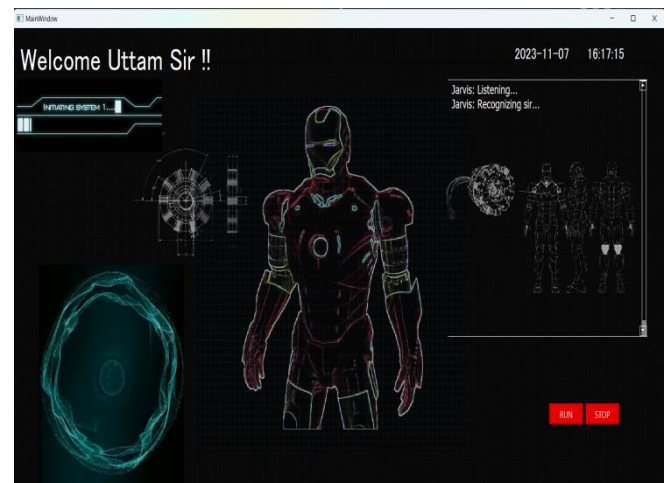 MainWindow
Welcome Uttam Sir !!
2023-11-07 16:17:15
INITIATING SYSTEM 1....
Jarvis: Listening...
Jarvis: Recognizing sir...
RUN STOP